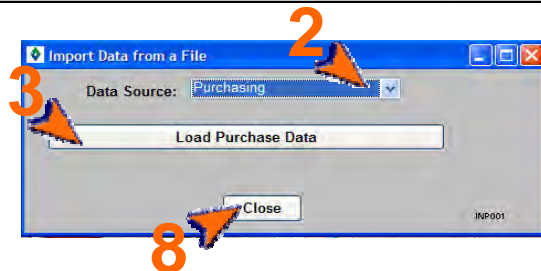 2
Import Data from a File
Data Source: Purchasing
3
Load Purchase Data
Close
INP001
8